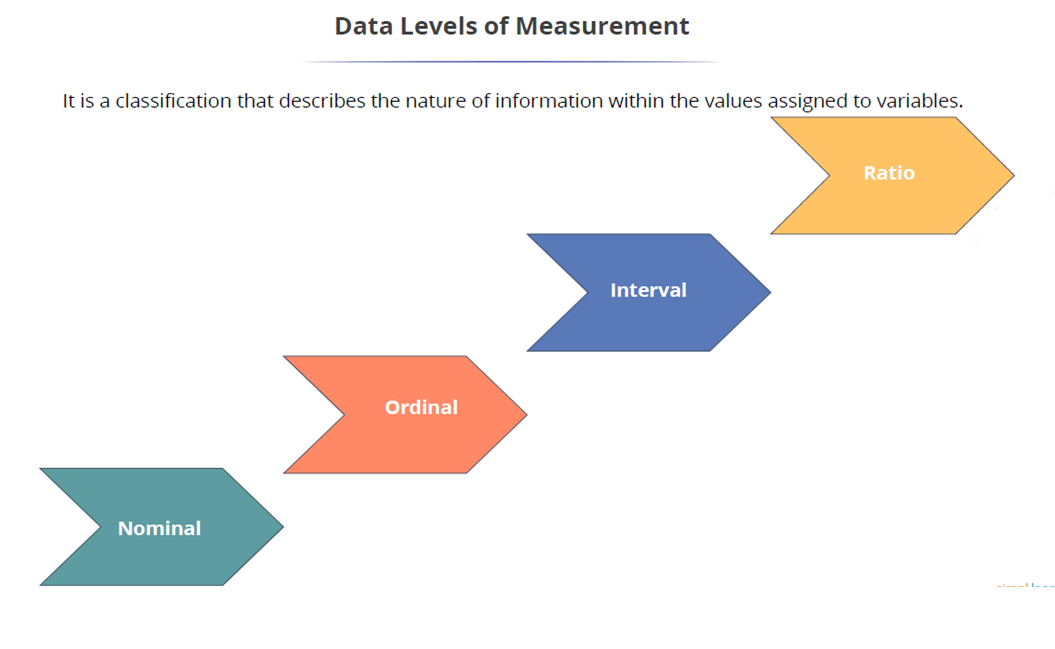 Data Levels of Measurement
It is a classification that describes the nature of information within the values assigned to variables.
Ratio
Interval
Ordinal
Nominal